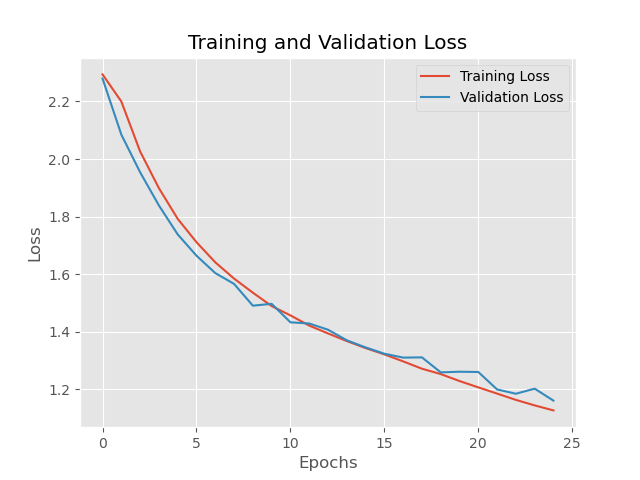 Training and Validation Loss
Training Loss
Validation Loss
2.2
2.0
1.8
1.6
1.4
1.2
Loss
0 5 10 15 20 25
Epochs